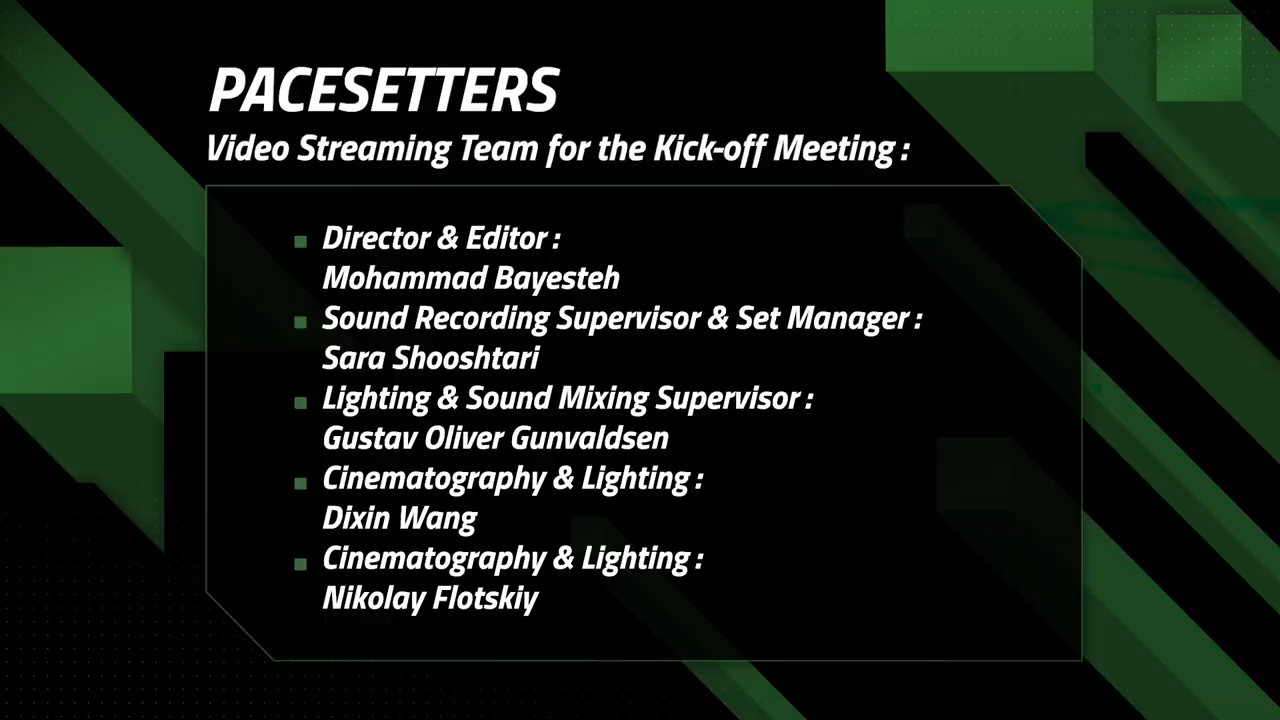 PACESETTERS
Video Streaming Team for the Kick-off Meeting :
Director & Editor :
Mohammad Bayesteh
Sound Recording Supervisor & Set Manager :
Sara Shooshtari
Lighting & Sound Mixing Supervisor :
Gustav Oliver Gunvaldsen
Cinematography & Lighting :
Dixin Wang
Cinematography & Lighting :
Nikolay Flotskiy